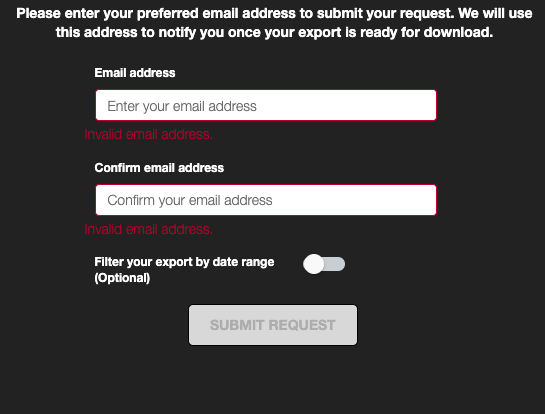 Please enter your preferred email address to submit your request. We will use
this address to notify you once your export is ready for download.
Email address
Enter your email address
Invalid email address.
Confirm email address
Confirm your email address
Invalid email address.
Filter your export by date range
(Optional)
SUBMIT REQUEST